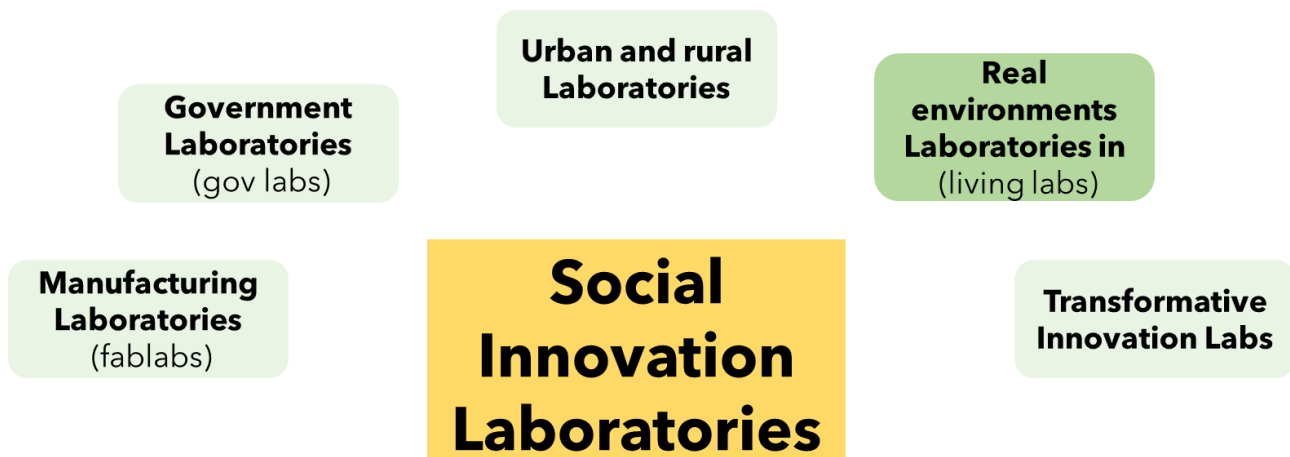 Urban and rural
Laboratories
Government
Laboratories
(gov labs)
Real
environments
Laboratories in
(living labs)
Manufacturing
Laboratories
(fablabs)
Social
Innovation
Laboratories
Transformative
Innovation Labs